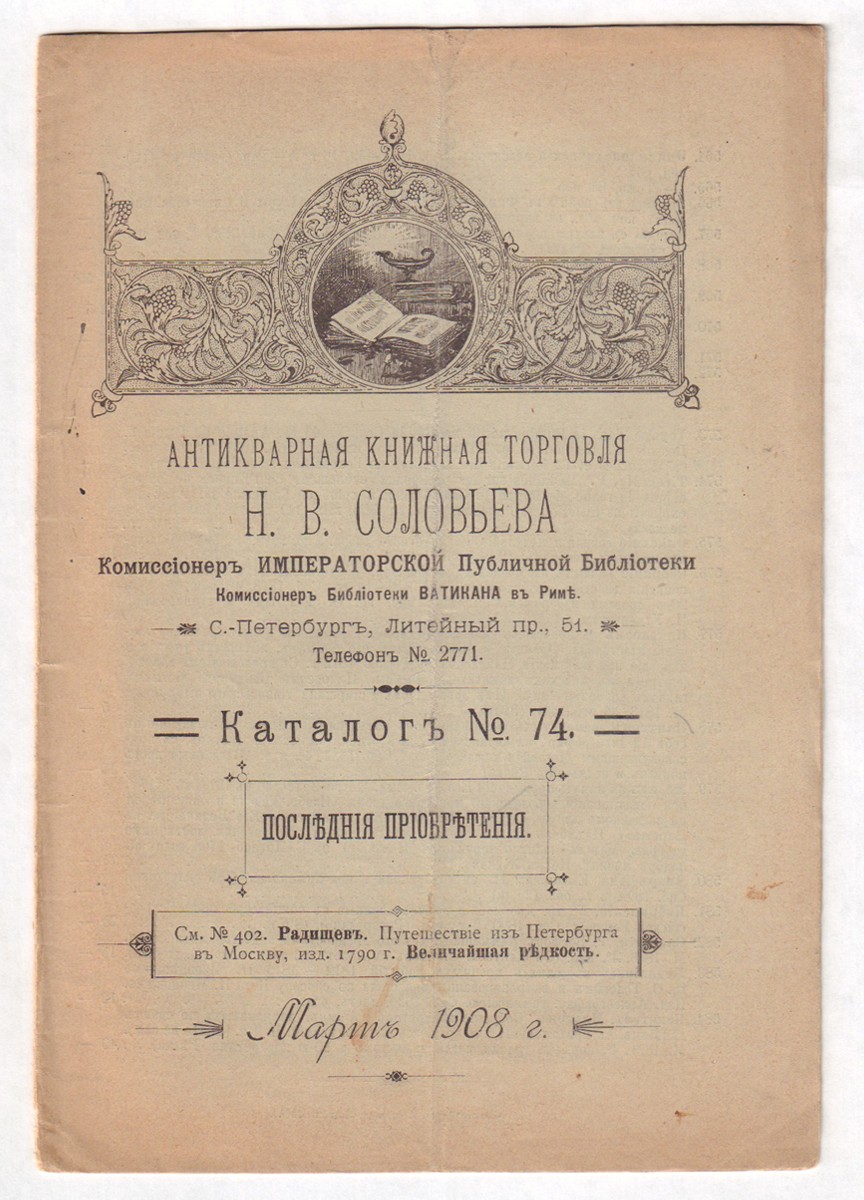 АНТИКВАРНАЯ КНИЖНАЯ ТОРГОВЛЯ
Н. В. СОЛОВЬЕВА
Комиссіонеръ ИМПЕРАТОРСКОЙ Публичной Библіотеки
Комиссіонеръ Библіотеки ВАТИКАНА въ Римѣ.
С.-Петербургъ, Литейный пр., 51.
Телефонъ № 2771.
Каталогъ № 74.
ПОСЛѢДНІЯ ПРІОБРѢТЕНІЯ.
См. № 402. Радищевъ. Путешествіе изъ Петербурга
въ Москву, изд. 1790 г. Величайшая рѣдкость.
Мартъ 1908 г.